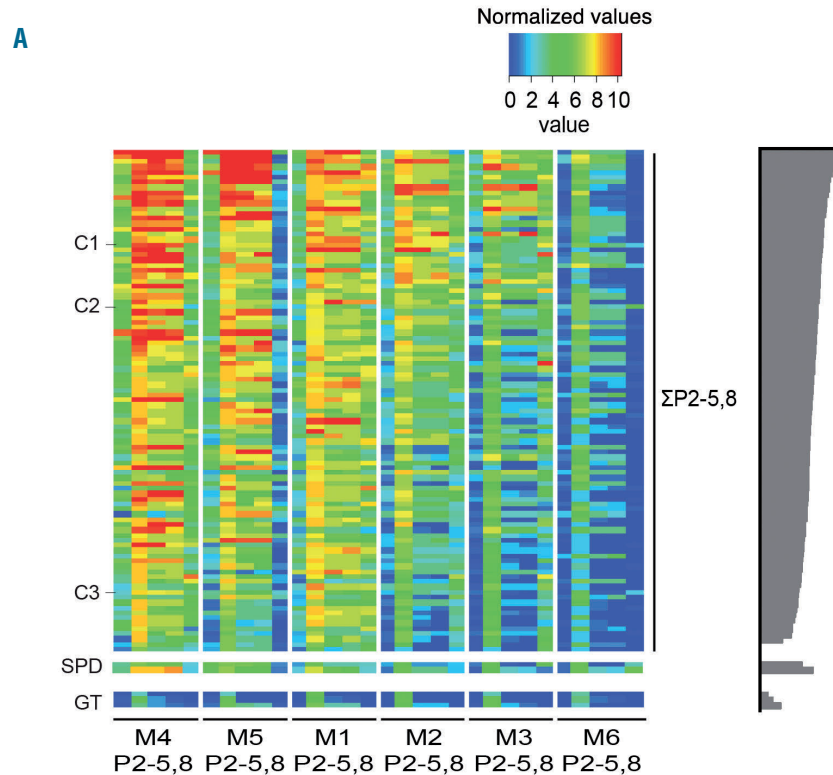 A
Normalized values
0 2 4 6 8 10
value
C1
C2
ΣP2-5,8
C3
SPD
GT
M4 M5 M1 M2 M3 M6
P2-5,8 P2-5,8 P2-5,8 P2-5,8 P2-5,8 P2-5,8